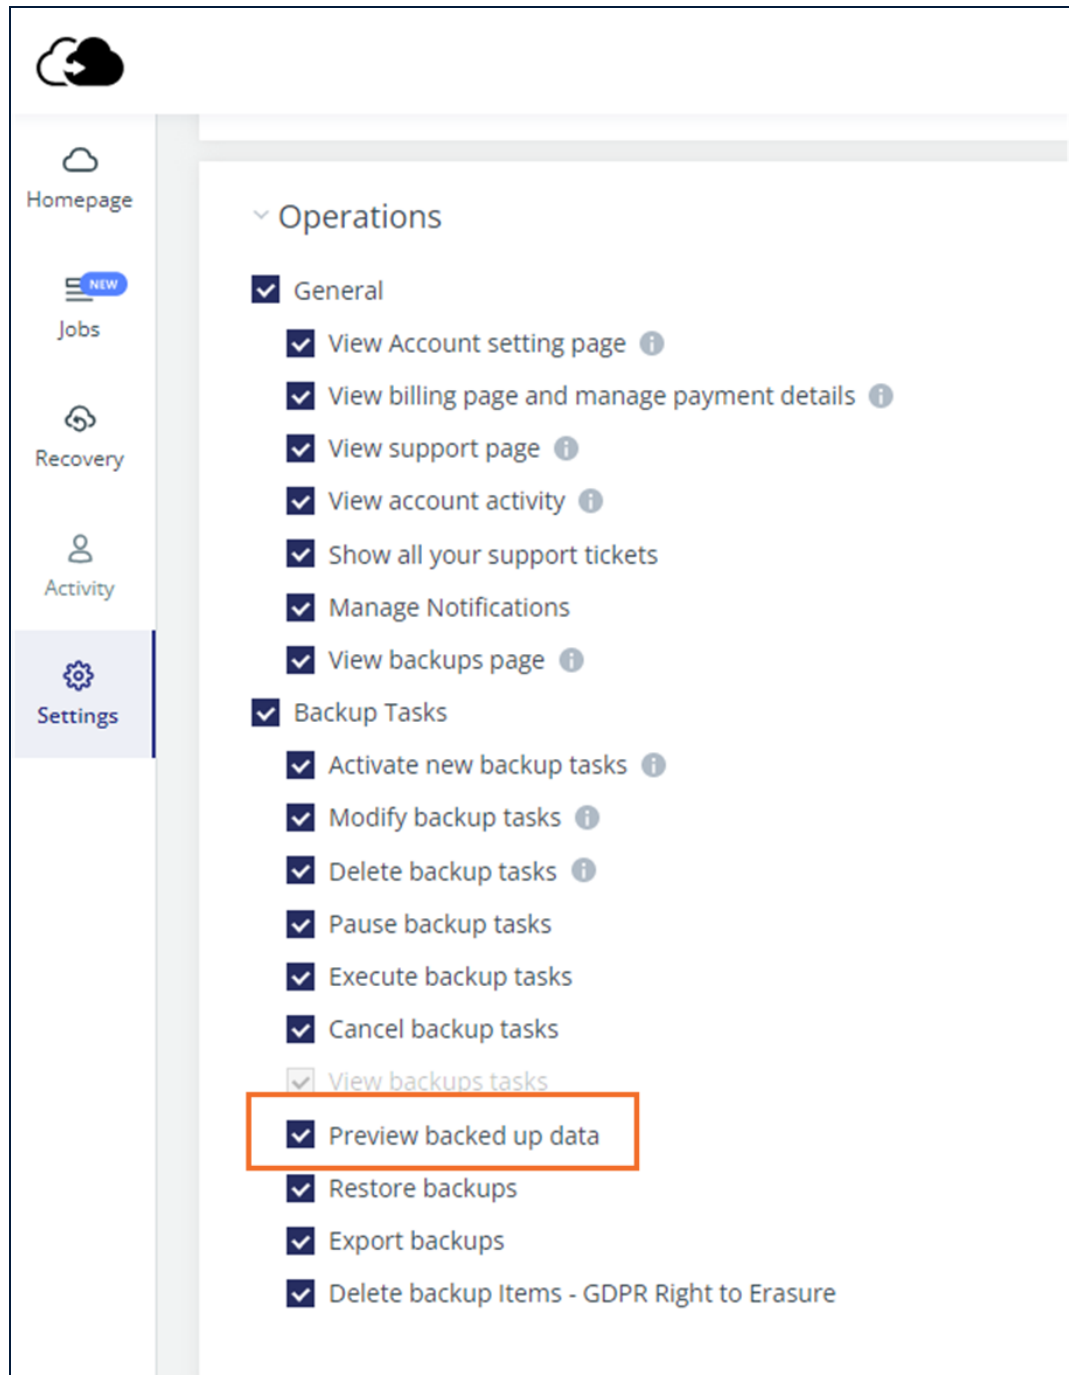 Homepage
NEW
Jobs
Recovery
Activity
Settings
Operations
General
View Account setting page
View billing page and manage payment details
View support page
View account activity
Show all your support tickets
Manage Notifications
View backups page
Backup Tasks
Activate new backup tasks
Modify backup tasks
Delete backup tasks
Pause backup tasks
Execute backup tasks
Cancel backup tasks
View backups tasks
Preview backed up data
Restore backups
Export backups
Delete backup Items - GDPR Right to Erasure